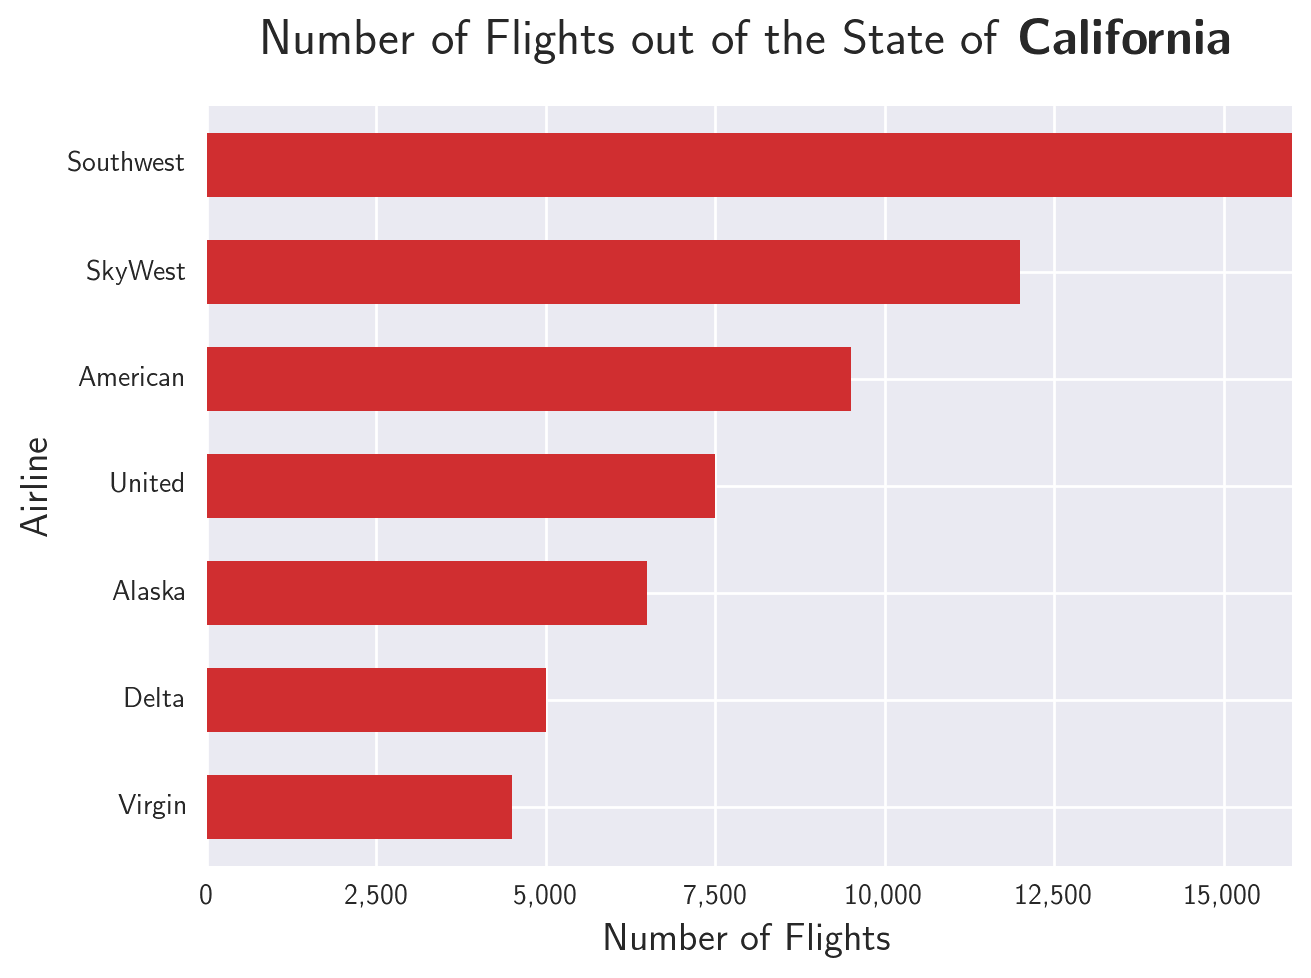 Number of Flights out of the State of California
Southwest
SkyWest
American
United
Alaska
Delta
Virgin
Airline
0
2,500
5,000
7,500
10,000
12,500
15,000
Number of Flights